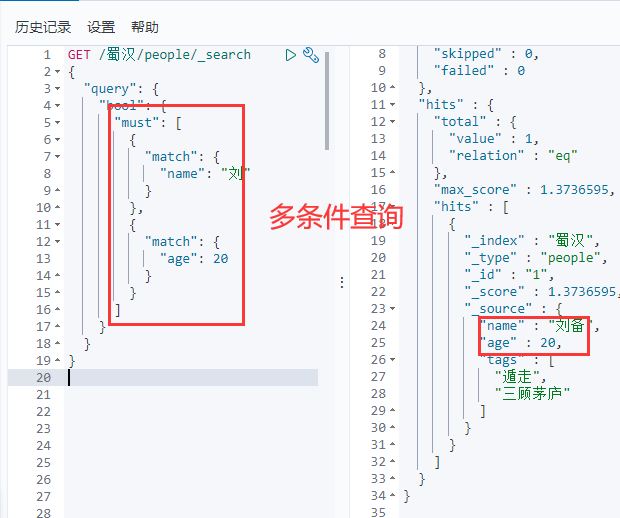 历史记录 设置 帮助
1 GET /蜀汉/people/_search
2 {
3 "query": {
4 "bool": {
5 "must": [
6 {
7 "match": {
8 "name": "刘"
9 }
10 },
11 {
12 "match": {
13 "age": 20
14 }
15 }
16 ]
17 }
18 }
19 }
20
21
22
23
24
25
26
27
28
多条件查询
8 "skipped" : 0,
9 "failed" : 0
10 },
11 "hits" : {
12 "total" : {
13 "value" : 1,
14 "relation" : "eq"
15 },
16 "max_score" : 1.3736595,
17 "hits" : [
18 {
19 "_index" : "蜀汉",
20 "_type" : "people",
21 "_id" : "1",
22 "_score" : 1.3736595,
23 "_source" : {
24 "name" : "刘备",
25 "age" : 20,
26 "tags" : [
27 "遁走",
28 "三顾茅庐"
29 ]
30 }
31 }
32 ]
33 }
34 }
35